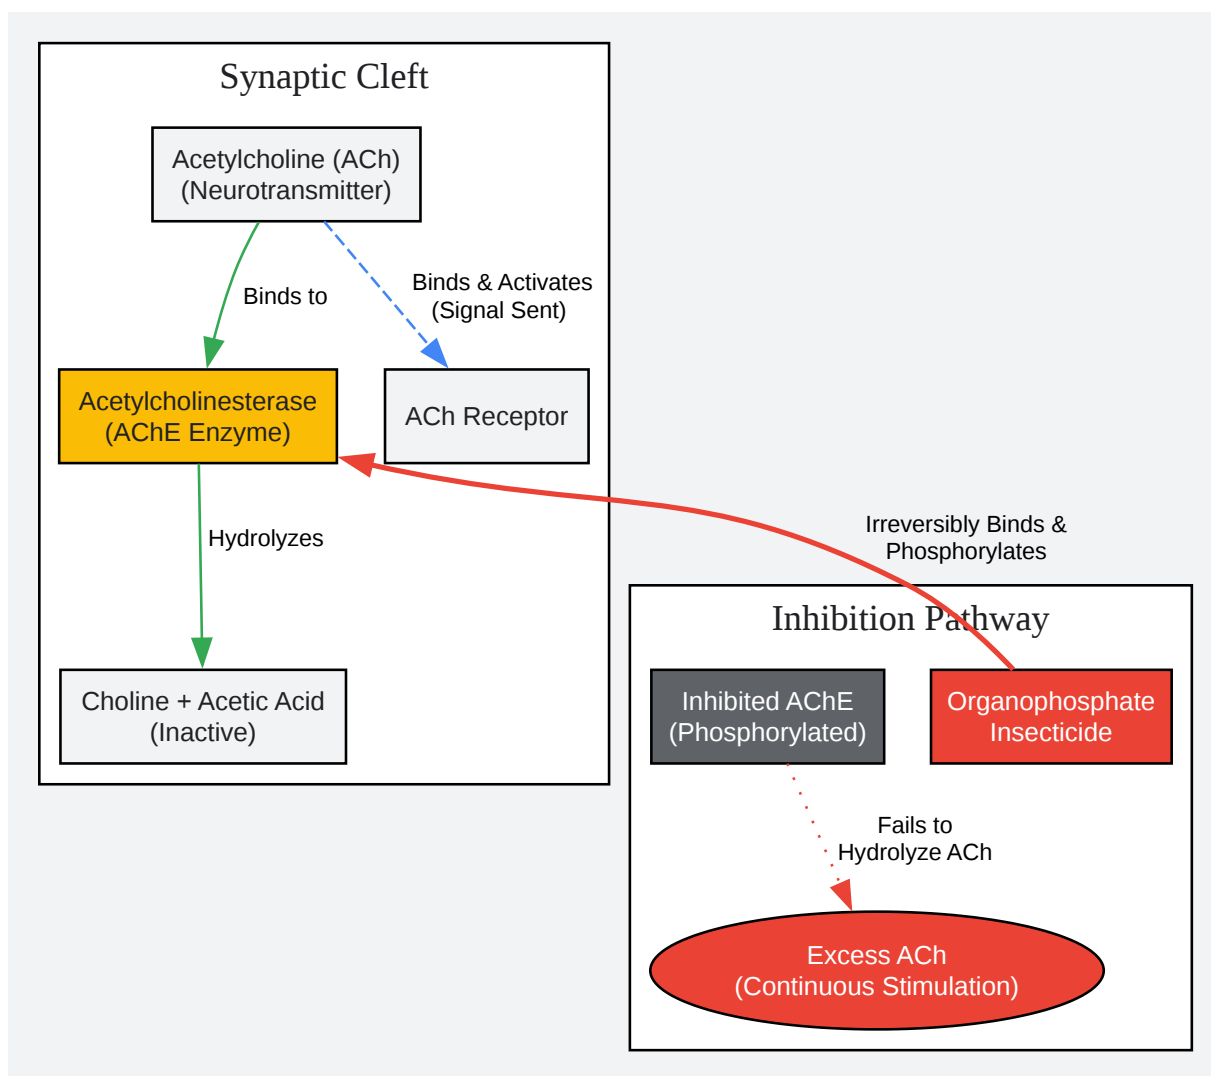 Synaptic Cleft
Acetylcholine (ACh)
(Neurotransmitter)
Binds to
Binds & Activates
(Signal Sent)
Acetylcholinesterase
(AChE Enzyme)
ACh Receptor
Hydrolyzes
Choline + Acetic Acid
(Inactive)
Irreversibly Binds &
Phosphorylates
Inhibition Pathway
Inhibited AChE
(Phosphorylated)
Organophosphate
Insecticide
Fails to
Hydrolyze ACh
Excess ACh
(Continuous Stimulation)